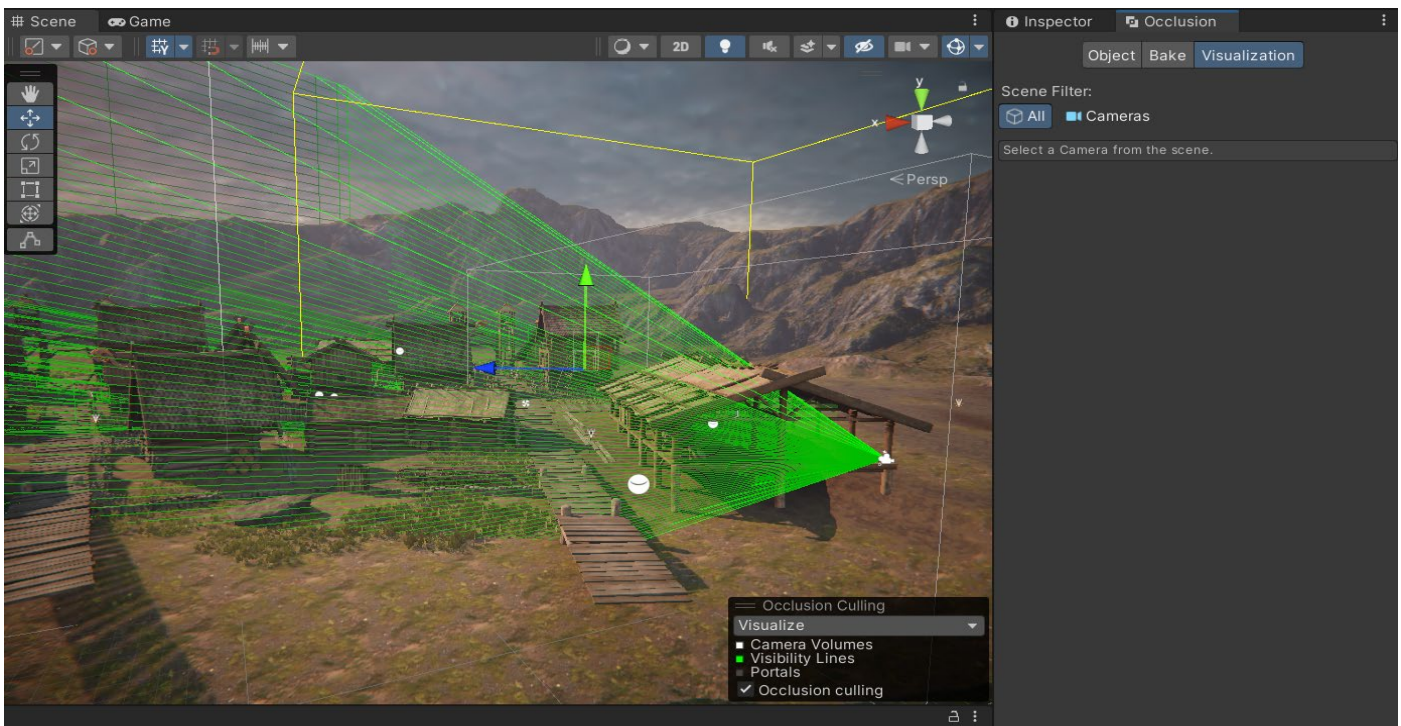 Scene Game
Inspector Occlusion
2D
Object Bake Visualization
Scene Filter:
All Cameras
Select a Camera from the scene.
y
x
Persp
Occlusion Culling
Visualize
Camera Volumes
Visibility Lines
Portals
Occlusion culling